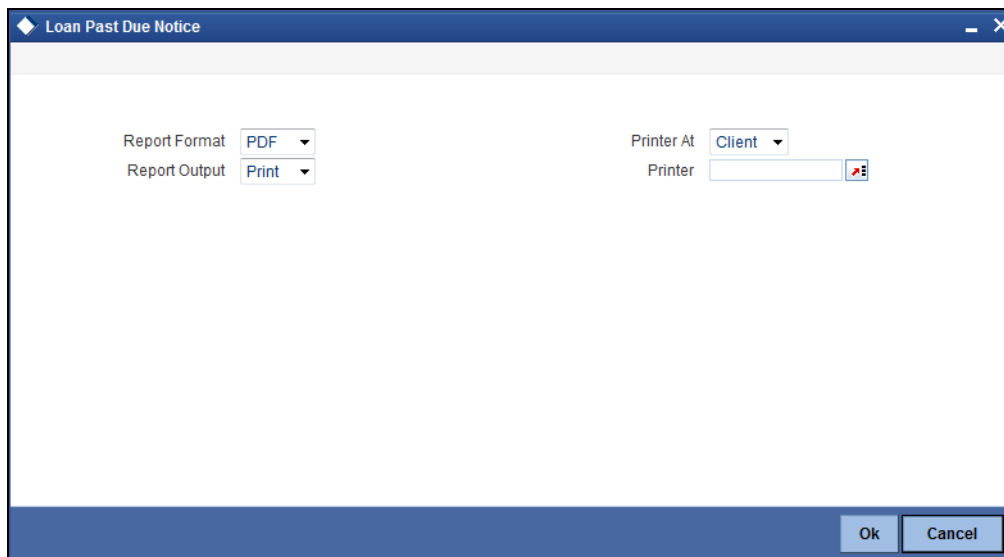 Loan Past Due Notice
Report Format PDF Printer At Client
Report Output Print Printer
Ok Cancel